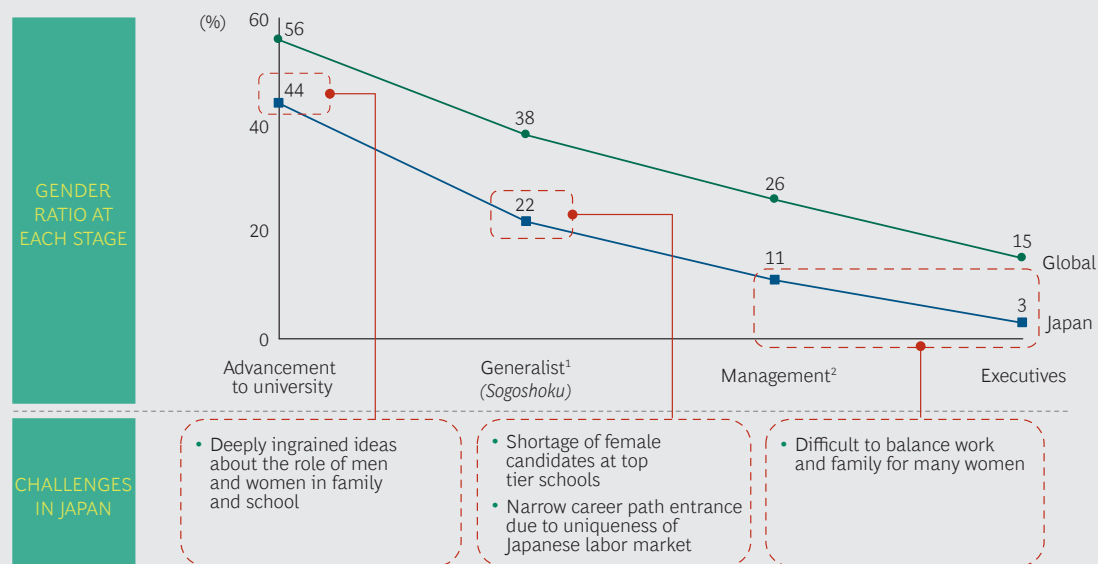 GENDER
RATIO AT
EACH STAGE
(%)
60
40
20
0
56
44
38
22
26
11
15
3
Global
Japan
Advancement
to university
Generalist¹
(Sogoshoku)
Management²
Executives
CHALLENGES
IN JAPAN
• Deeply ingrained ideas
about the role of men
and women in family
and school
• Shortage of female
candidates at top
tier schools
• Narrow career path entrance
due to uniqueness of
Japanese labor market
• Difficult to balance work
and family for many women